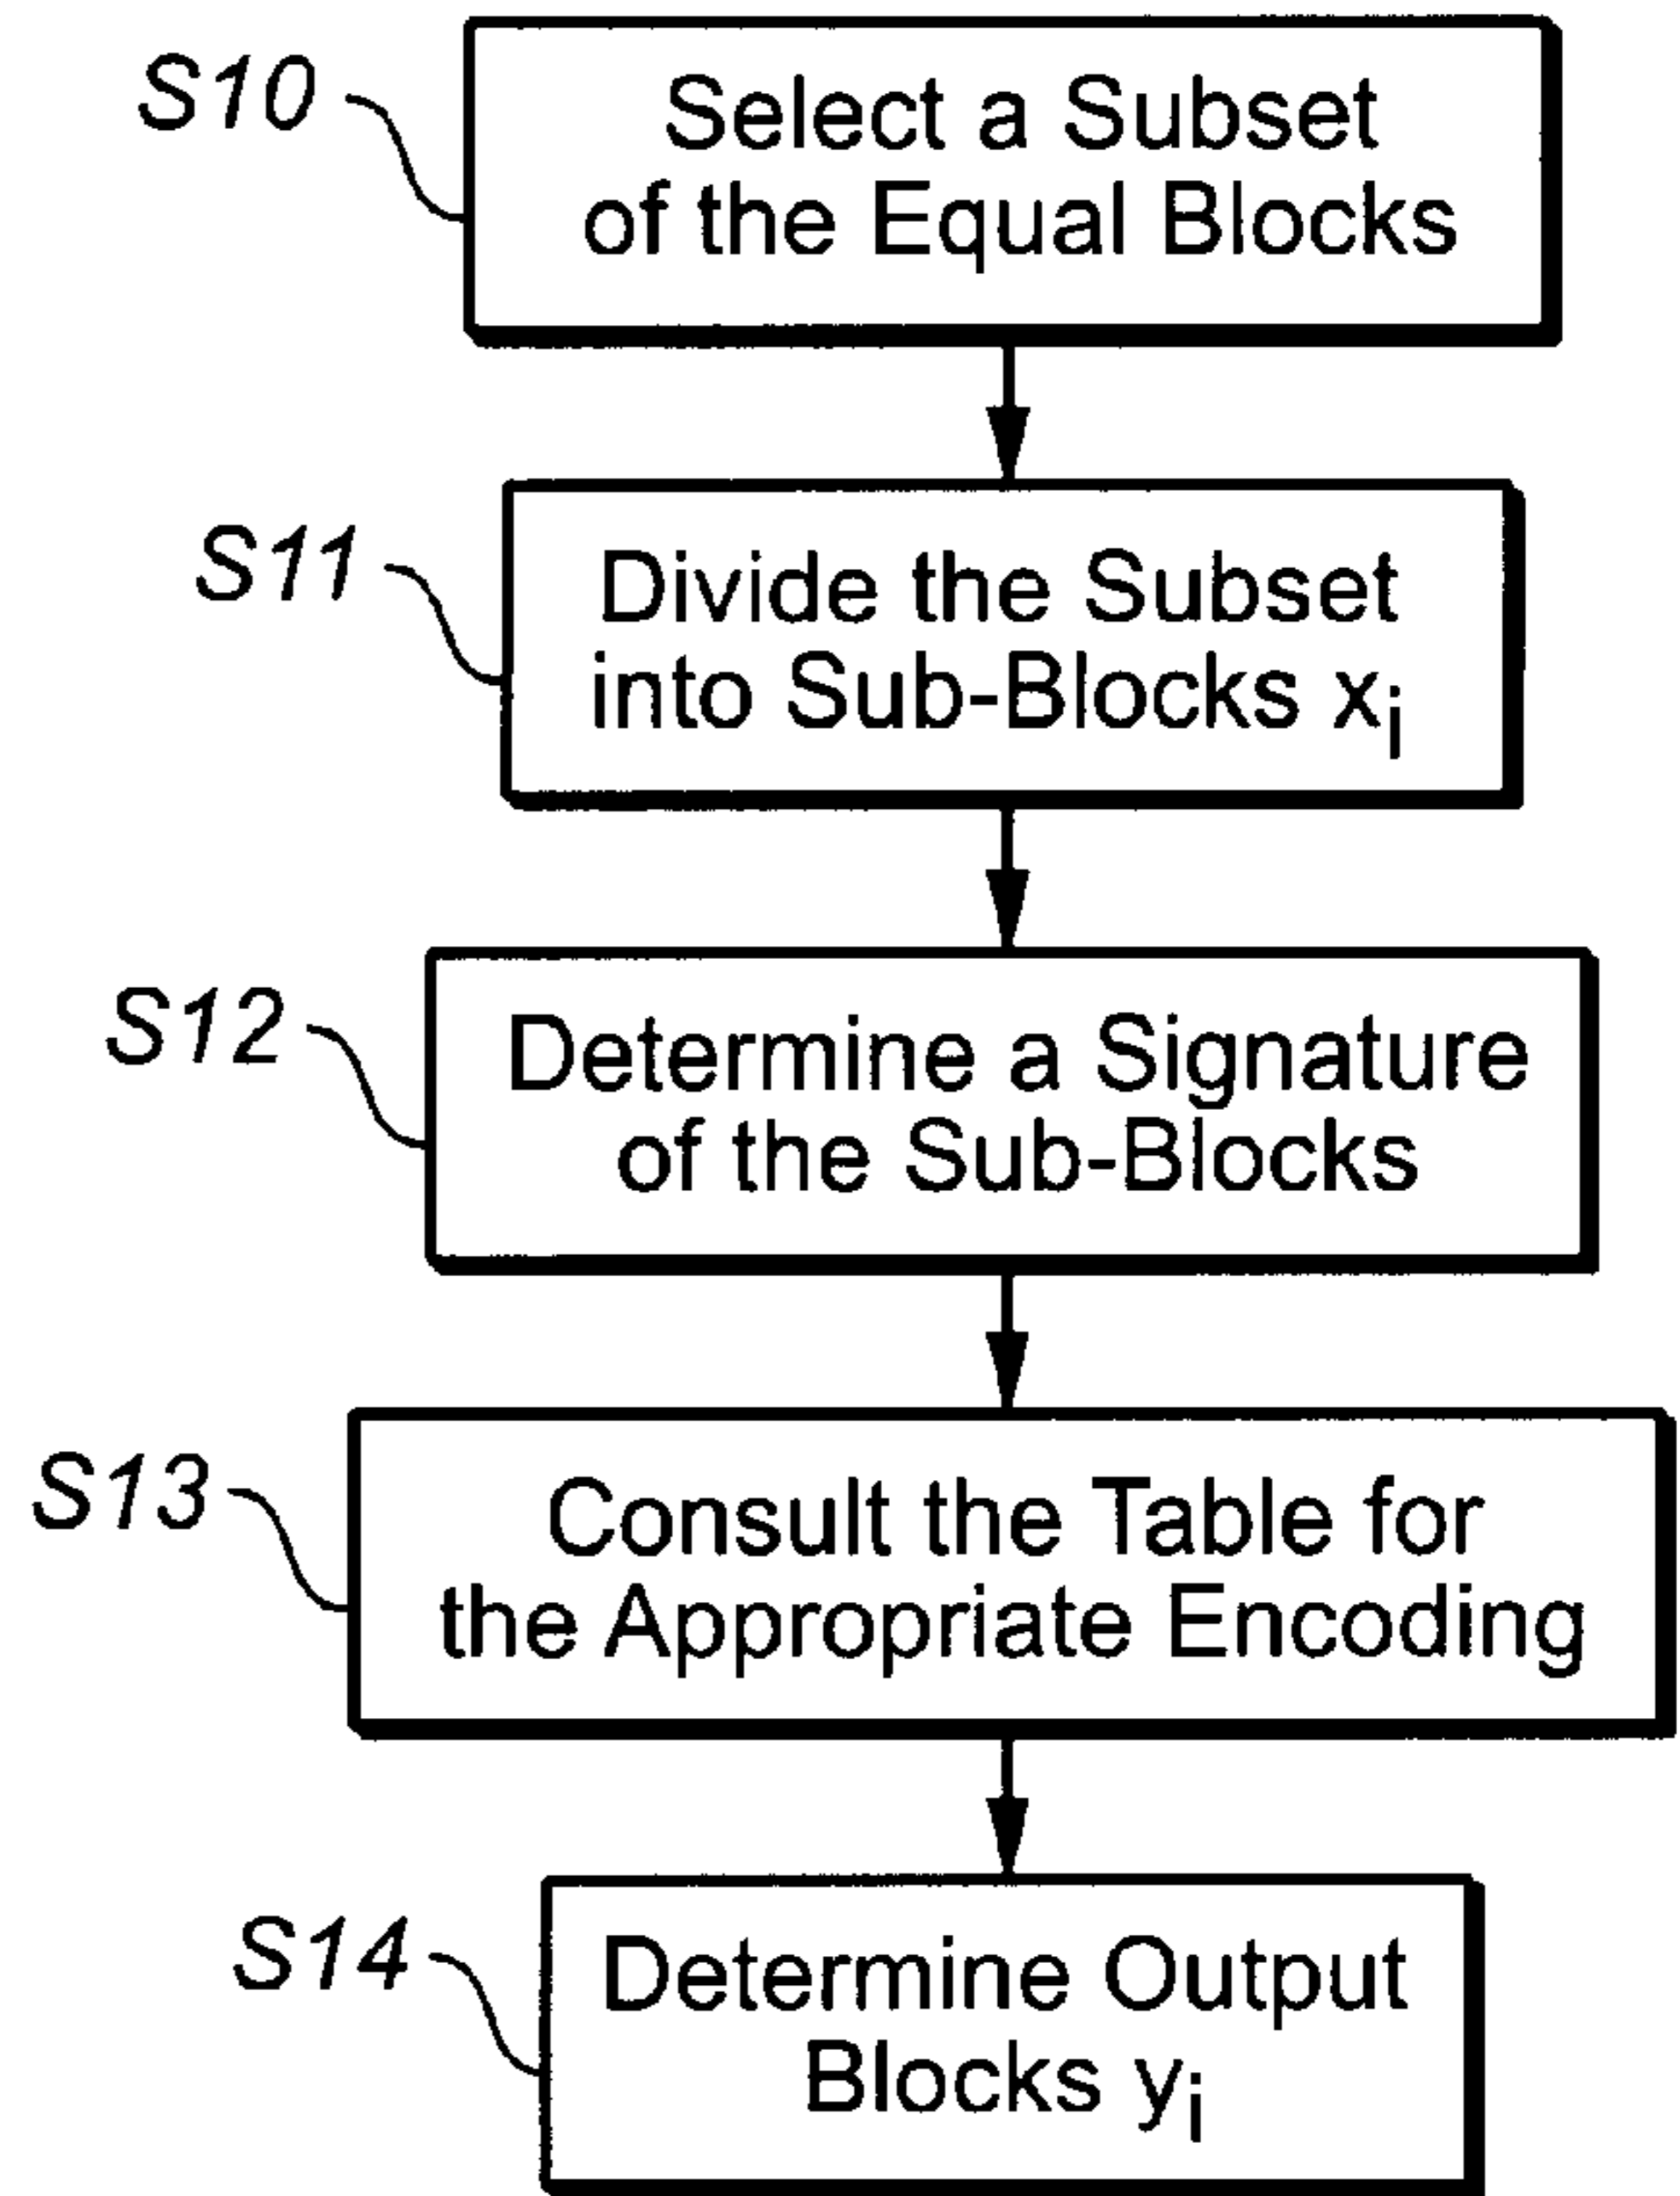 S10
Select a Subset
of the Equal Blocks
S11
Divide the Subset
into Sub-Blocks xi
S12
Determine a Signature
of the Sub-Blocks
S13
Consult the Table for
the Appropriate Encoding
S14
Determine Output
Blocks yi